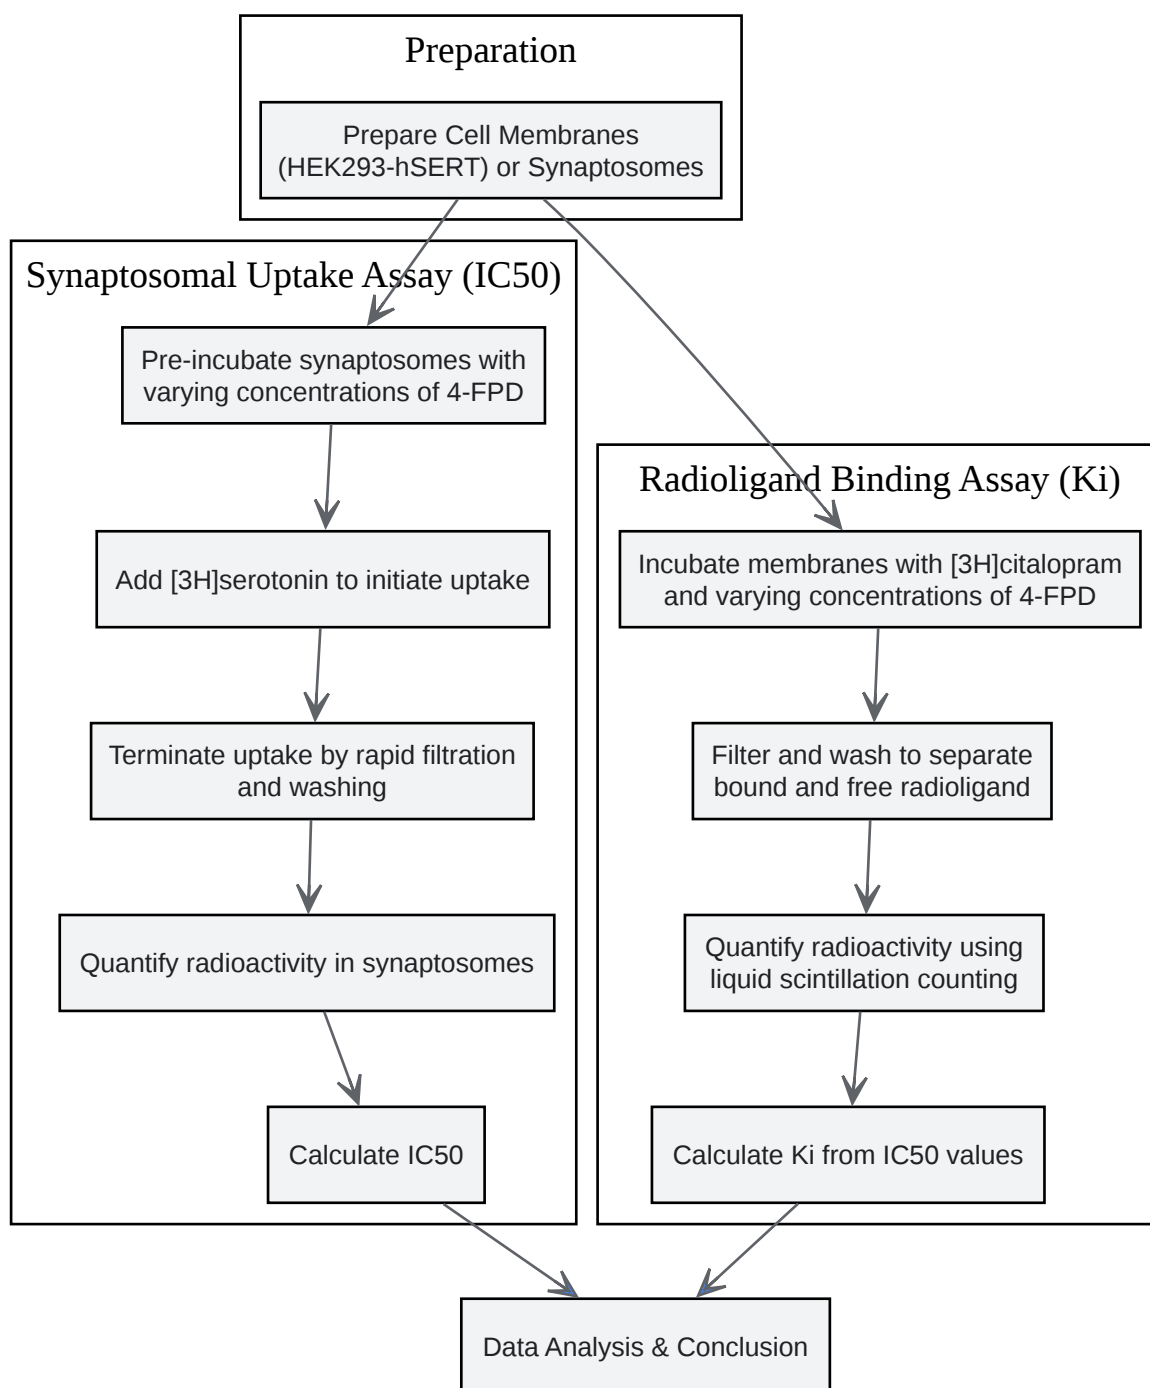 Preparation
Prepare Cell Membranes
(HEK293-hSERT) or Synaptosomes
Synaptosomal Uptake Assay (IC50)
Pre-incubate synaptosomes with
varying concentrations of 4-FPD
Add [3H]serotonin to initiate uptake
Terminate uptake by rapid filtration
and washing
Quantify radioactivity in synaptosomes
Calculate IC50
Radioligand Binding Assay (Ki)
Incubate membranes with [3H]citalopram
and varying concentrations of 4-FPD
Filter and wash to separate
bound and free radioligand
Quantify radioactivity using
liquid scintillation counting
Calculate Ki from IC50 values
Data Analysis & Conclusion